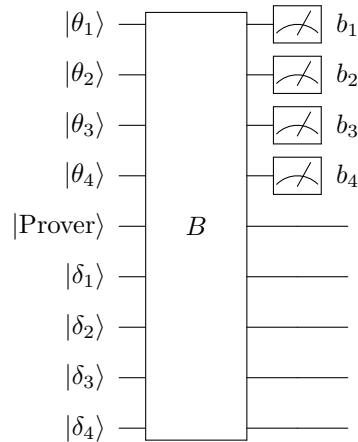 |θ₁⟩ b₁
|θ₂⟩ b₂
|θ₃⟩ b₃
|θ₄⟩ b₄
|Prover⟩ B
|δ₁⟩
|δ₂⟩
|δ₃⟩
|δ₄⟩